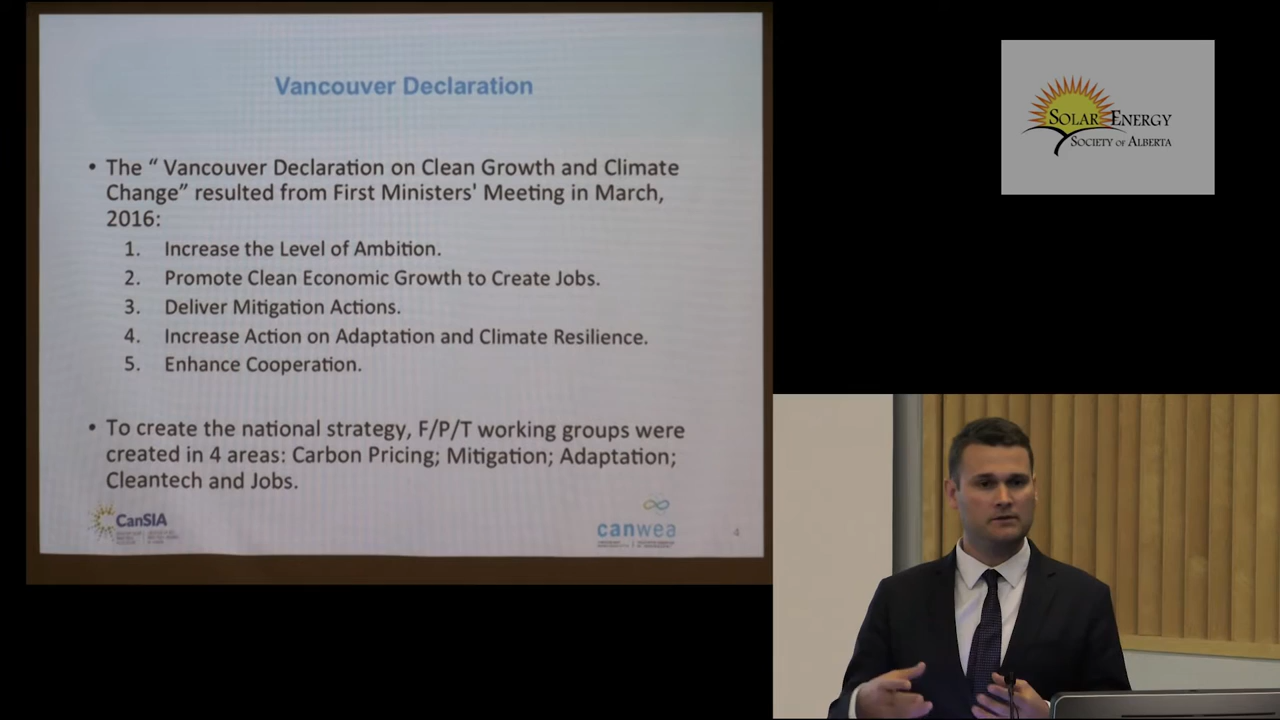 Vancouver Declaration
• The “ Vancouver Declaration on Clean Growth and Climate
Change” resulted from First Ministers' Meeting in March,
2016:
1. Increase the Level of Ambition.
2. Promote Clean Economic Growth to Create Jobs.
3. Deliver Mitigation Actions.
4. Increase Action on Adaptation and Climate Resilience.
5. Enhance Cooperation.
• To create the national strategy, F/P/T working groups were
created in 4 areas: Carbon Pricing; Mitigation; Adaptation;
Cleantech and Jobs.
CanSIA
canwea
4
SOLAR ENERGY
SOCIETY OF ALBERTA